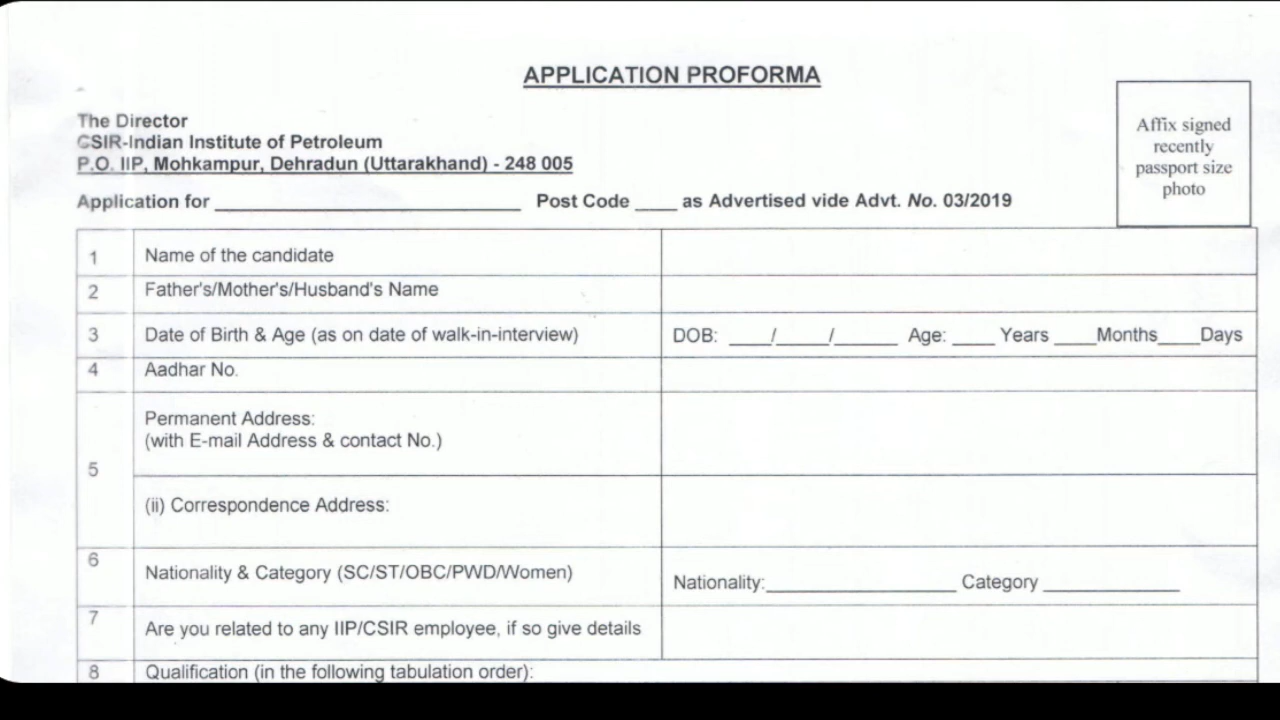 APPLICATION PROFORMA
The Director
CSIR-Indian Institute of Petroleum
P.O. IIP, Mohkampur, Dehradun (Uttarakhand) - 248 005
Affix signed
recently
passport size
photo
Application for ____________________ Post Code ____ as Advertised vide Advt. No. 03/2019
1 Name of the candidate
2 Father's/Mother's/Husband's Name
3 Date of Birth & Age (as on date of walk-in-interview) DOB: ____/_____/______ Age: ____ Years ____Months____Days
4 Aadhar No.
5 Permanent Address:
(with E-mail Address & contact No.)
(ii) Correspondence Address:
6 Nationality & Category (SC/ST/OBC/PWD/Women) Nationality:__________________ Category _____________
7 Are you related to any IIP/CSIR employee, if so give details
8 Qualification (in the following tabulation order):